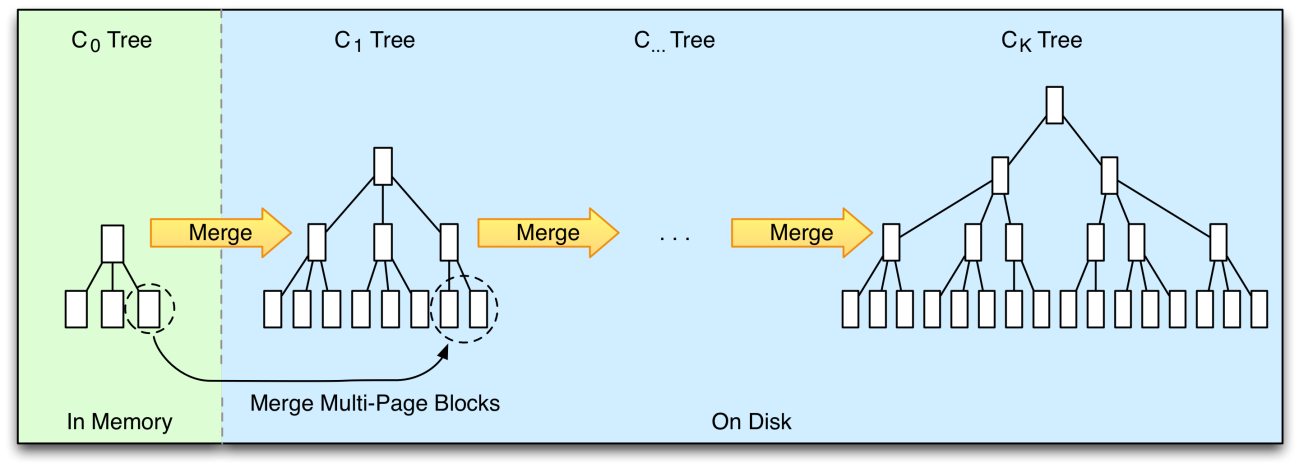 C0 Tree
C1 Tree
C... Tree
CK Tree
Merge
Merge
. . .
Merge
Merge Multi-Page Blocks
In Memory
On Disk